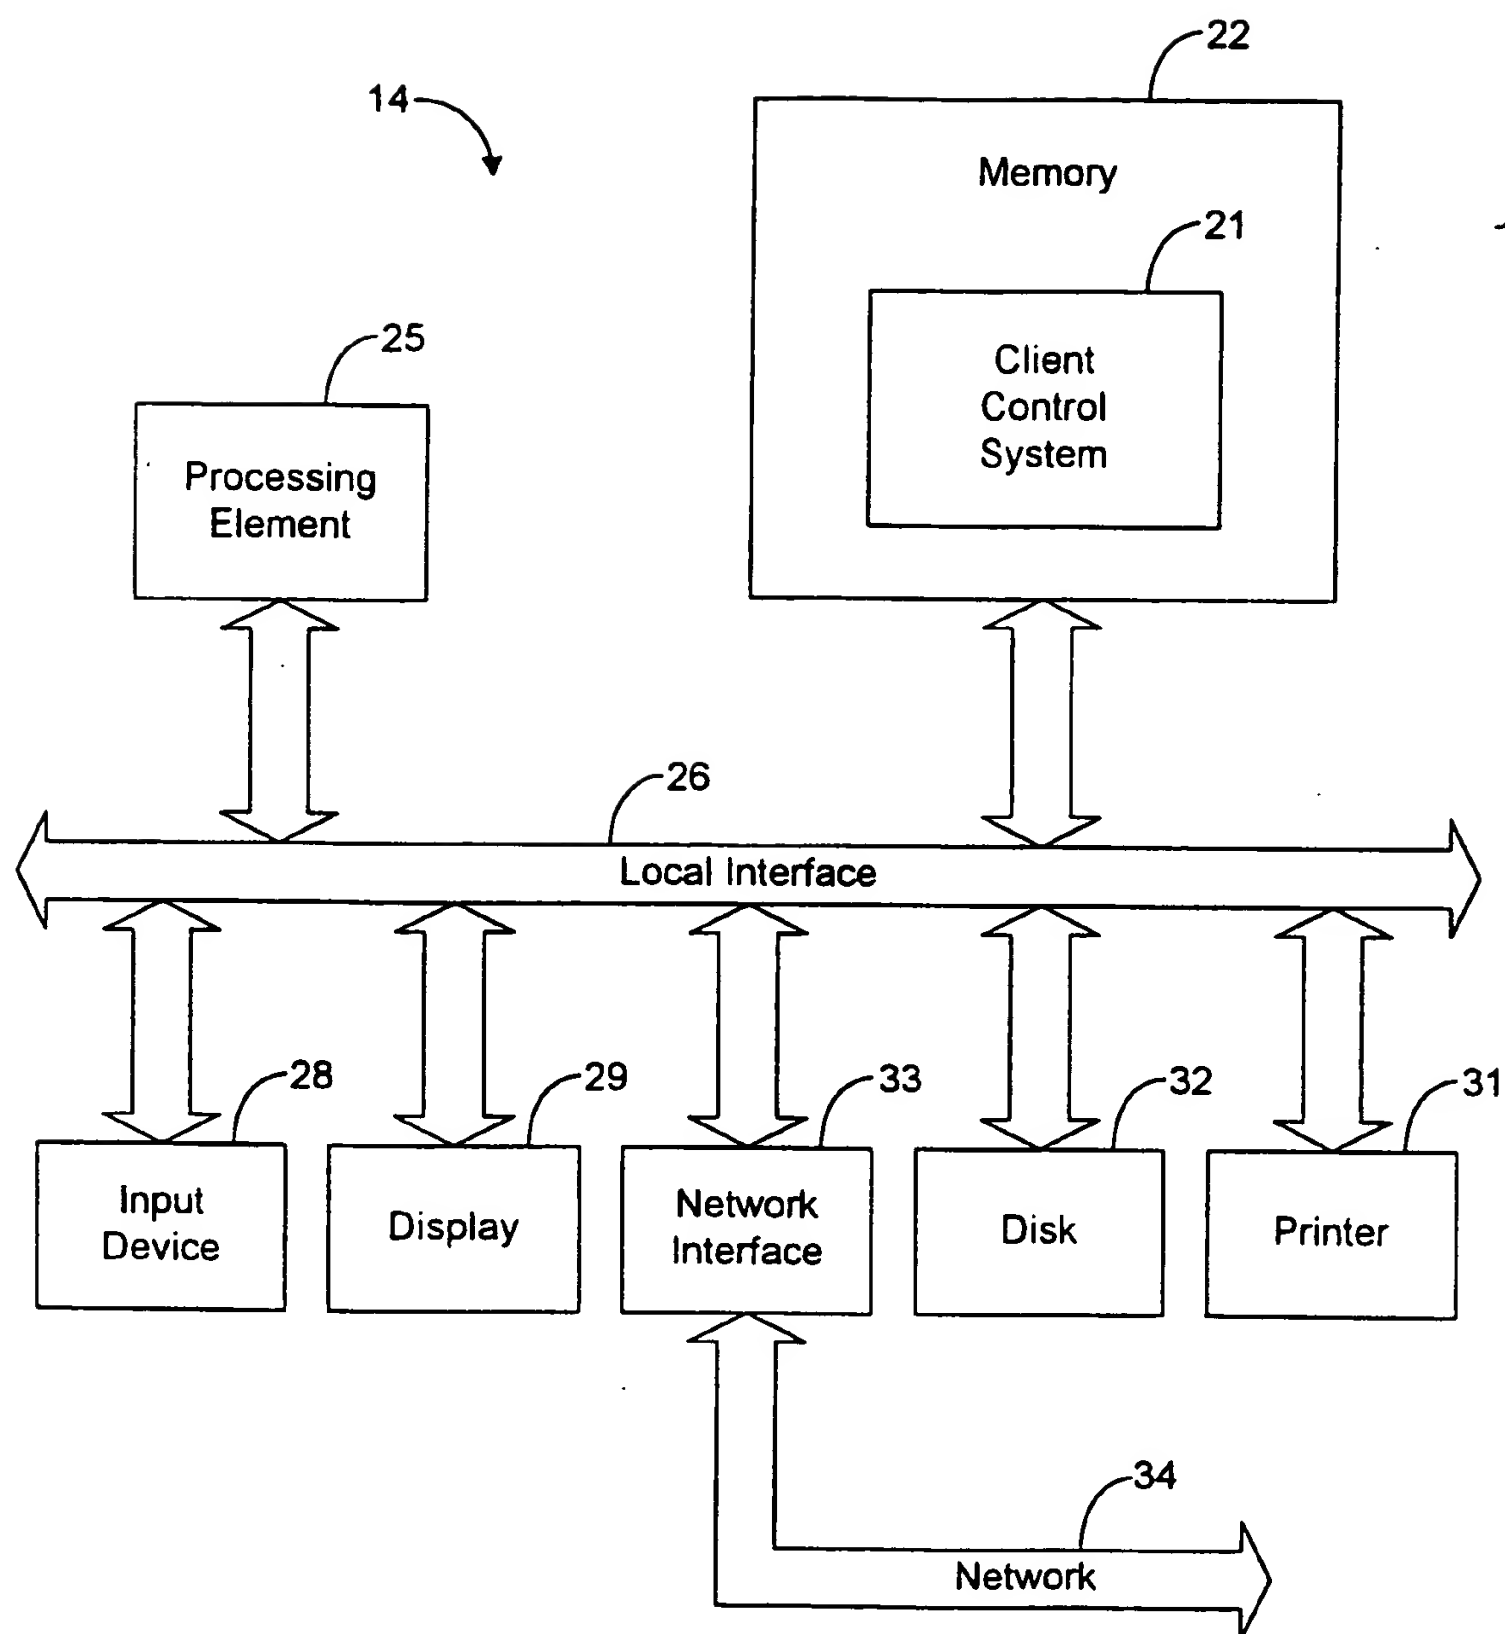 22
14
Memory
21
25
Client
Control
System
Processing
Element
26
Local Interface
28
29
33
32
31
Input
Device
Display
Network
Interface
Disk
Printer
34
Network